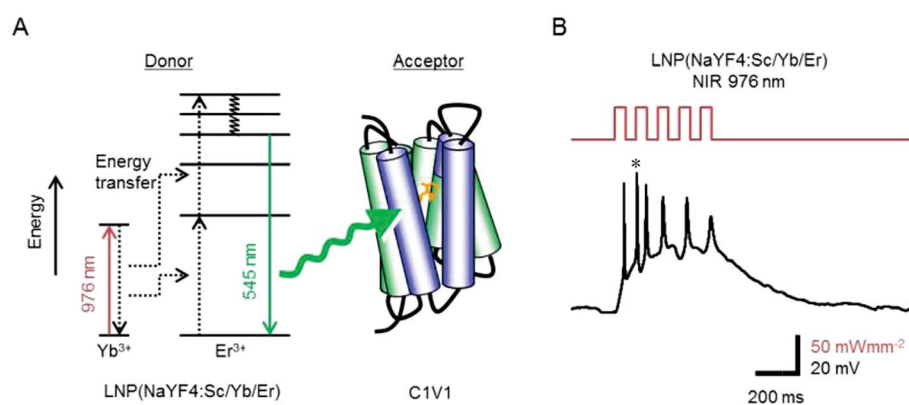 A
Donor
Acceptor
Energy
Energy
transfer
976 nm
545 nm
Yb³⁺
Er³⁺
LNP(NaYF4:Sc/Yb/Er)
C1V1
B
LNP(NaYF4:Sc/Yb/Er)
NIR 976 nm
*
50 mWmm⁻²
20 mV
200 ms